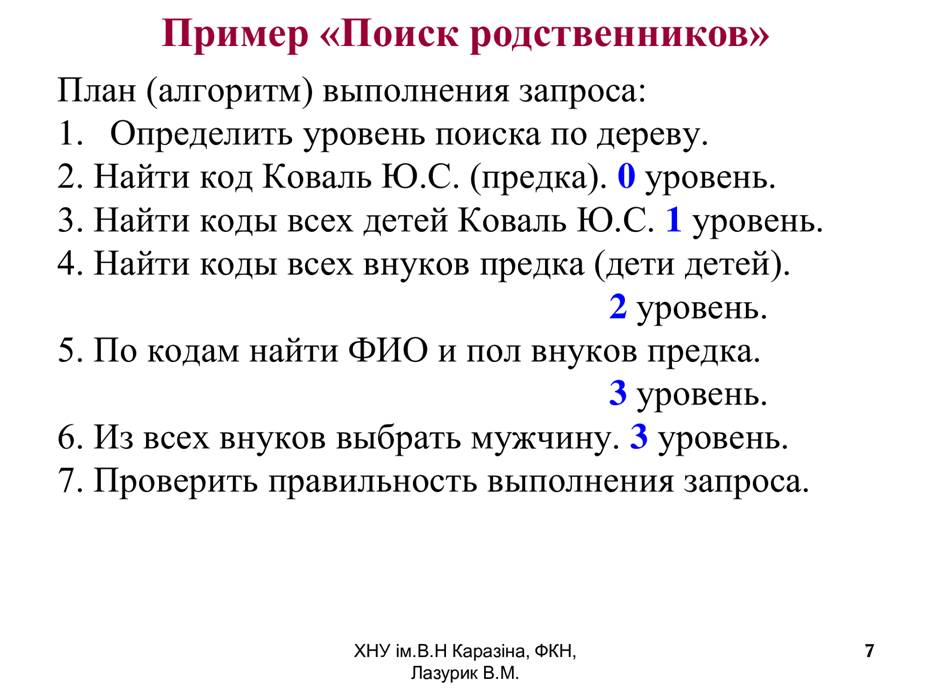 Пример «Поиск родственников»
План (алгоритм) выполнения запроса:
1. Определить уровень поиска по дереву.
2. Найти код Коваль Ю.С. (предка). 0 уровень.
3. Найти коды всех детей Коваль Ю.С. 1 уровень.
4. Найти коды всех внуков предка (дети детей).
2 уровень.
5. По кодам найти ФИО и пол внуков предка.
3 уровень.
6. Из всех внуков выбрать мужчину. 3 уровень.
7. Проверить правильность выполнения запроса.
ХНУ ім.В.Н Каразіна, ФКН,
Лазурик В.М.
7